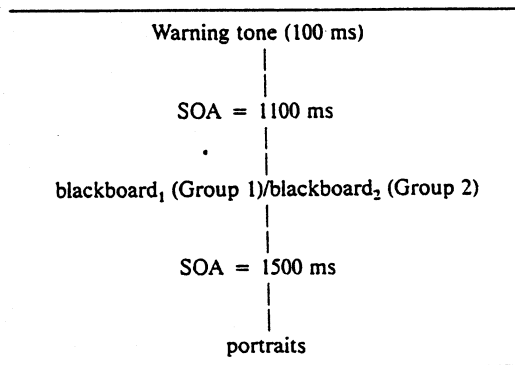 Warning tone (100 ms)
SOA = 1100 ms
blackboard₁ (Group 1)/blackboard₂ (Group 2)
SOA = 1500 ms
portraits